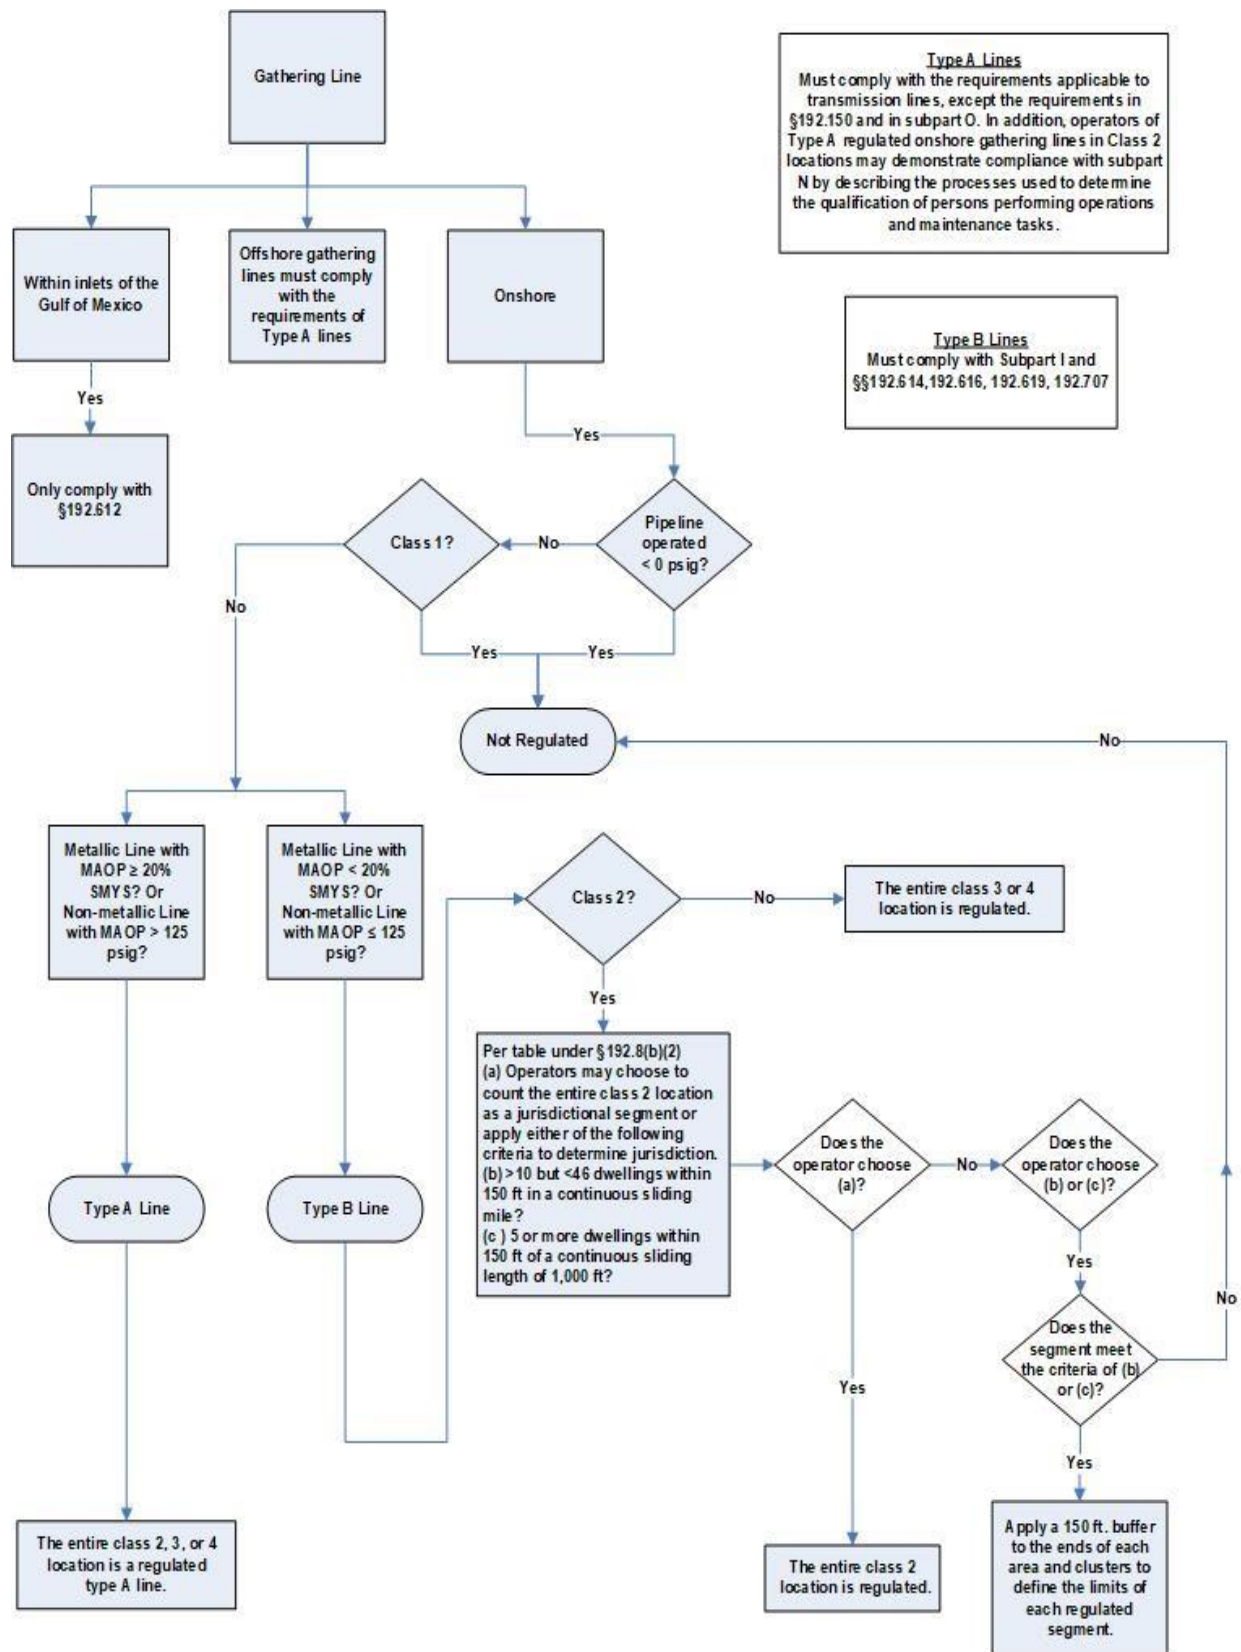 Gathering Line
Type A Lines
Must comply with the requirements applicable to
transmission lines, except the requirements in
§192.150 and in subpart O. In addition, operators of
Type A regulated onshore gathering lines in Class 2
locations may demonstrate compliance with subpart
N by describing the processes used to determine
the qualification of persons performing operations
and maintenance tasks.
Within inlets of the
Gulf of Mexico
Offshore gathering
lines must comply
with the
requirements of
Type A lines
Onshore
Type B Lines
Must comply with Subpart I and
§§192.614,192.616, 192.619, 192.707
Yes
Yes
Only comply with
§192.612
Class 1?
No
Pipeline
operated
< 0 psig?
No
Yes
Yes
Not Regulated
No
Metallic Line with
MAOP ≥ 20%
SMYS? Or
Non-metallic Line
with MAOP > 125
psig?
Metallic Line with
MAOP < 20%
SMYS? Or
Non-metallic Line
with MAOP ≤ 125
psig?
Class 2?
No
The entire class 3 or 4
location is regulated.
Yes
Per table under §192.8(b)(2)
(a) Operators may choose to
count the entire class 2 location
as a jurisdictional segment or
apply either of the following
criteria to determine jurisdiction.
(b) >10 but <46 dwellings within
150 ft in a continuous sliding
mile?
(c ) 5 or more dwellings within
150 ft of a continuous sliding
length of 1,000 ft?
Does the
operator choose
(a)?
No
Does the
operator choose
(b) or (c)?
Type A Line
Type B Line
Yes
No
Does the
segment meet
the criteria of (b)
or (c)?
Yes
Yes
The entire class 2, 3, or 4
location is a regulated
type A line.
The entire class 2
location is regulated.
Apply a 150 ft. buffer
to the ends of each
area and clusters to
define the limits of
each regulated
segment.